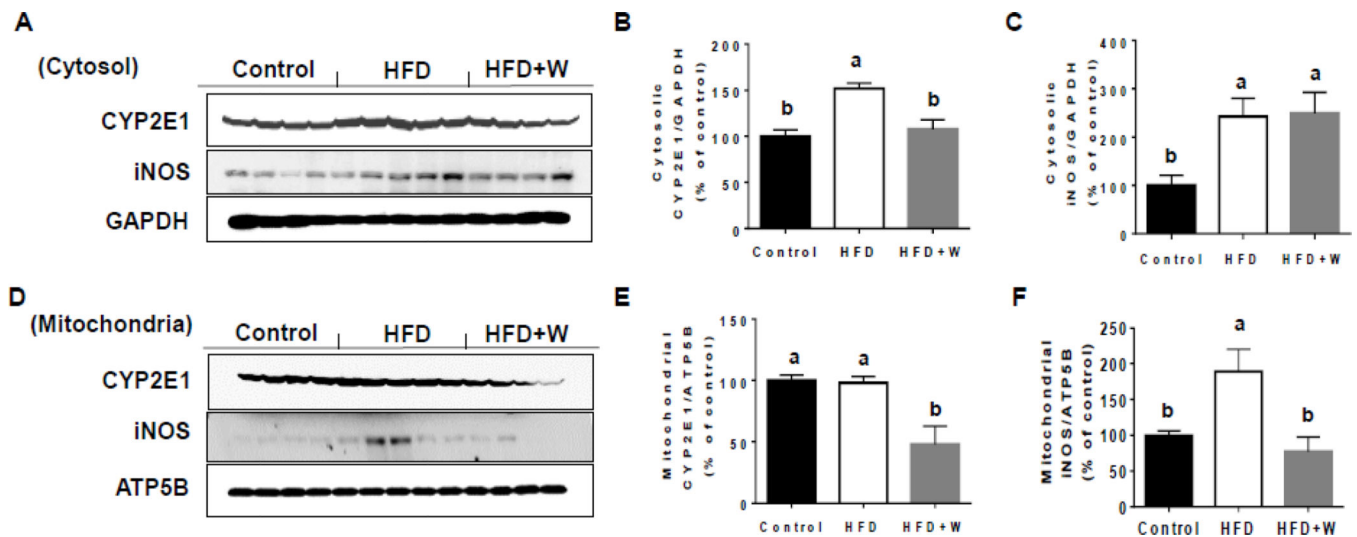 A
(Cytosol)
Control
HFD
HFD+W
CYP2E1
iNOS
GAPDH
B
Cytosolic
CYP2E1/GAPDH
(% of control)
200
150
100
50
0
b
a
b
Control
HFD
HFD+W
C
Cytosolic
iNOS/GAPDH
(% of control)
400
300
200
100
0
b
a
a
Control
HFD
HFD+W
D
(Mitochondria)
Control
HFD
HFD+W
CYP2E1
iNOS
ATP5B
E
Mitochondrial
CYP2E1/ATP5B
(% of control)
150
100
50
0
a
a
b
Control
HFD
HFD+W
F
Mitochondrial
iNOS/ATP5B
(% of control)
250
200
150
100
50
0
b
a
b
Control
HFD
HFD+W